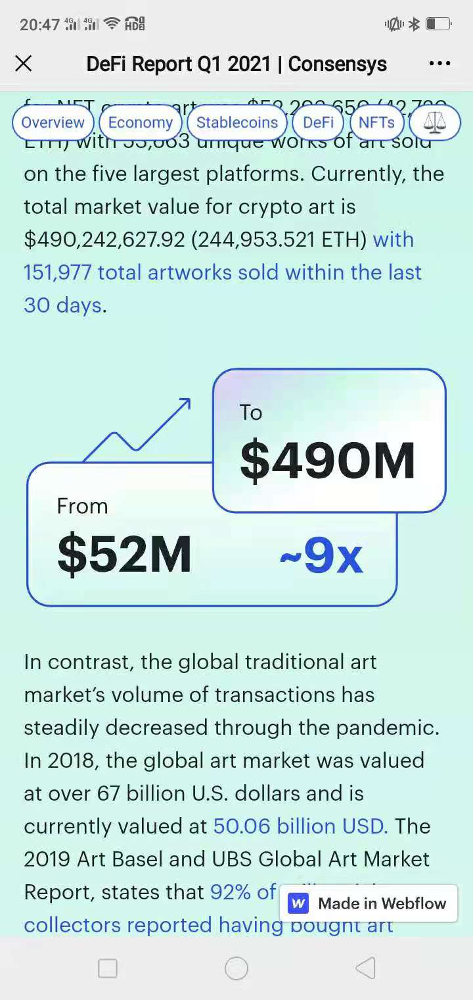 20:47 4G 4G HD
DeFi Report Q1 2021 | Consensys
Overview Economy Stablecoins DeFi NFTs
with unique works of art sold
on the five largest platforms. Currently, the
total market value for crypto art is
$490,242,627.92 (244,953.521 ETH) with
151,977 total artworks sold within the last
30 days.
To
$490M
From
$52M ~9x
In contrast, the global traditional art
market’s volume of transactions has
steadily decreased through the pandemic.
In 2018, the global art market was valued
at over 67 billion U.S. dollars and is
currently valued at 50.06 billion USD. The
2019 Art Basel and UBS Global Art Market
Report, states that 92% of
W Made in Webflow
collectors reported having bought art